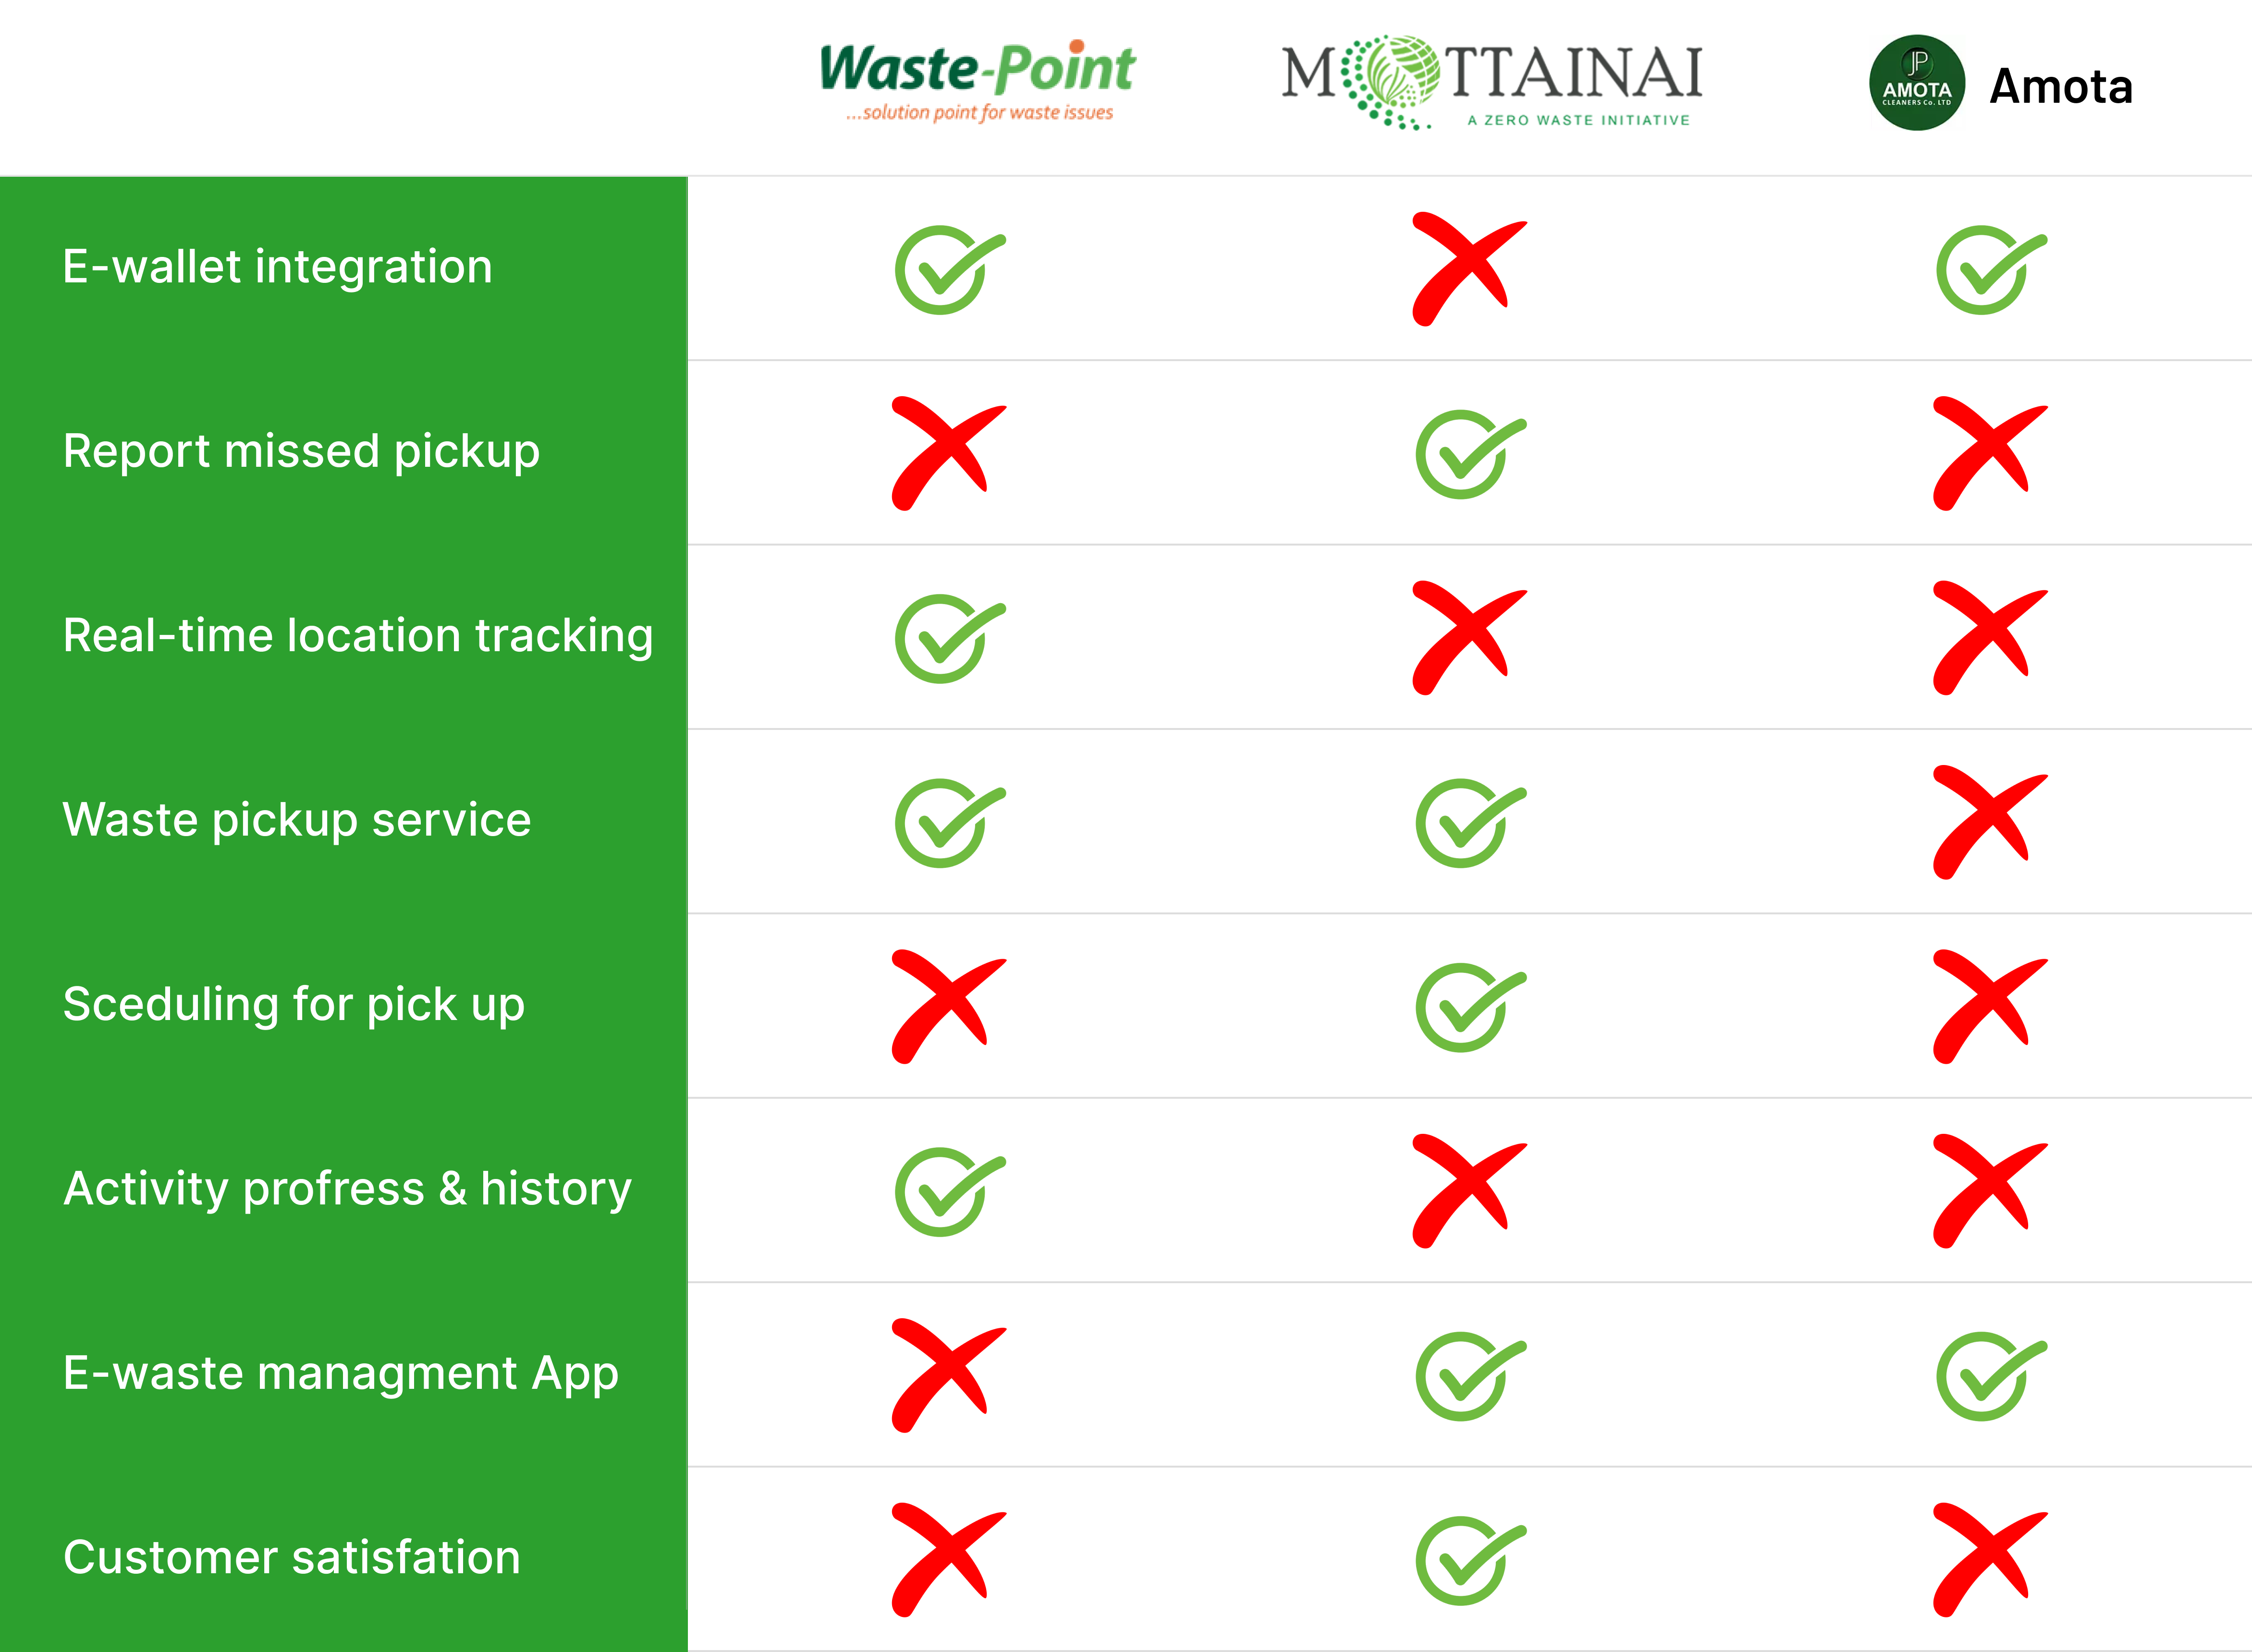 Waste-Point
...solution point for waste issues
MOTTAINAI
A ZERO WASTE INITIATIVE
JP
AMOTA
CLEANERS Co. LTD
Amota
E-wallet integration
Report missed pickup
Real-time location tracking
Waste pickup service
Sceduling for pick up
Activity profress & history
E-waste managment App
Customer satisfation